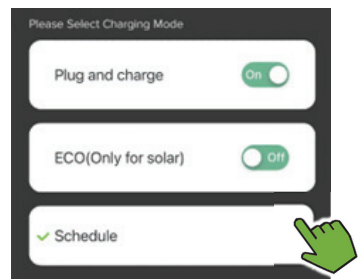 Please Select Charging Mode
Plug and charge On
ECO(Only for solar) Off
Schedule